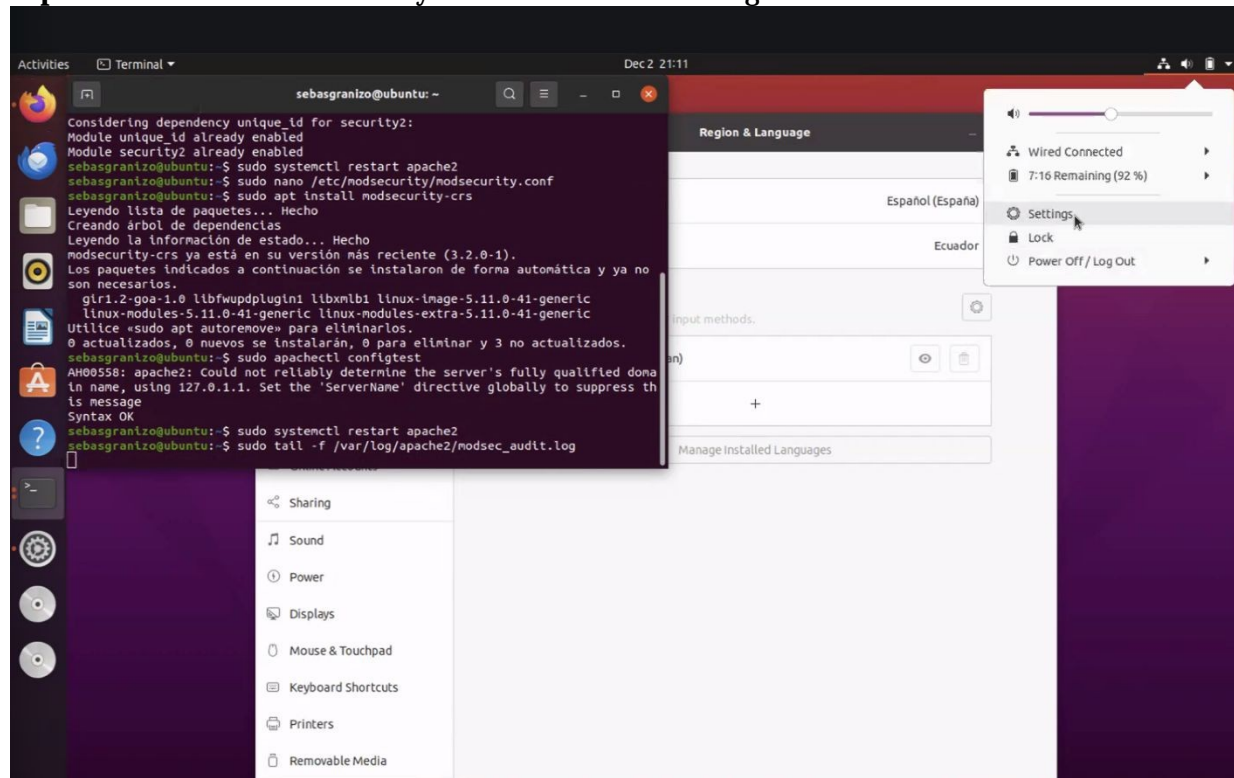 Activities
Terminal
Dec 2 21:11
sebasgranizo@ubuntu: ~
Considering dependency unique_id for security2:
Module unique_id already enabled
Module security2 already enabled
sebasgranizo@ubuntu:~$ sudo systemctl restart apache2
sebasgranizo@ubuntu:~$ sudo nano /etc/modsecurity/modsecurity.conf
sebasgranizo@ubuntu:~$ sudo apt install modsecurity-crs
Leyendo lista de paquetes... Hecho
Creando árbol de dependencias
Leyendo la información de estado... Hecho
modsecurity-crs ya está en su versión más reciente (3.2.0-1).
Los paquetes indicados a continuación se instalaron de forma automática y ya no
son necesarios.
gir1.2-goa-1.0 libfwupdplugin1 libxmlb1 linux-image-5.11.0-41-generic
linux-modules-5.11.0-41-generic linux-modules-extra-5.11.0-41-generic
Utilice «sudo apt autoremove» para eliminarlos.
0 actualizados, 0 nuevos se instalarán, 0 para eliminar y 3 no actualizados.
sebasgranizo@ubuntu:~$ sudo apachectl configtest
AH00558: apache2: Could not reliably determine the server's fully qualified doma
in name, using 127.0.1.1. Set the 'ServerName' directive globally to suppress th
is message
Syntax OK
sebasgranizo@ubuntu:~$ sudo systemctl restart apache2
sebasgranizo@ubuntu:~$ sudo tail -f /var/log/apache2/modsec_audit.log
Region & Language
Español (España)
Ecuador
input methods.
an)
+
Manage Installed Languages
Wired Connected
7:16 Remaining (92 %)
Settings
Lock
Power Off / Log Out
Sharing
Sound
Power
Displays
Mouse & Touchpad
Keyboard Shortcuts
Printers
Removable Media